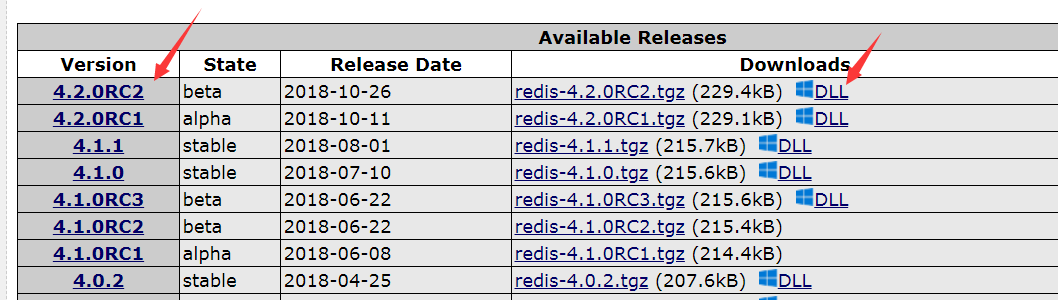 Available Releases
Version State Release Date Downloads
4.2.0RC2 beta 2018-10-26 redis-4.2.0RC2.tgz (229.4kB) DLL
4.2.0RC1 alpha 2018-10-11 redis-4.2.0RC1.tgz (229.1kB) DLL
4.1.1 stable 2018-08-01 redis-4.1.1.tgz (215.7kB) DLL
4.1.0 stable 2018-07-10 redis-4.1.0.tgz (215.6kB) DLL
4.1.0RC3 beta 2018-06-22 redis-4.1.0RC3.tgz (215.6kB) DLL
4.1.0RC2 beta 2018-06-22 redis-4.1.0RC2.tgz (215.4kB)
4.1.0RC1 alpha 2018-06-08 redis-4.1.0RC1.tgz (214.4kB)
4.0.2 stable 2018-04-25 redis-4.0.2.tgz (207.6kB) DLL